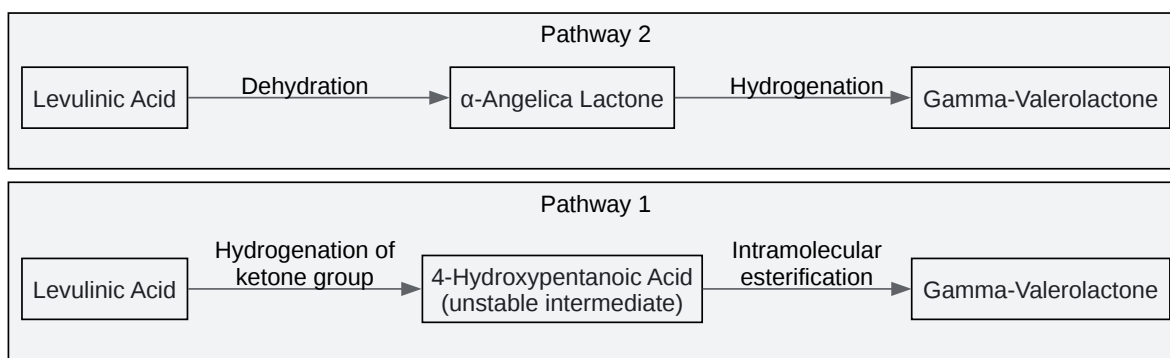 Pathway 2
Levulinic Acid
Dehydration
α-Angelica Lactone
Hydrogenation
Gamma-Valerolactone
Pathway 1
Levulinic Acid
Hydrogenation of
ketone group
4-Hydroxypentanoic Acid
(unstable intermediate)
Intramolecular
esterification
Gamma-Valerolactone